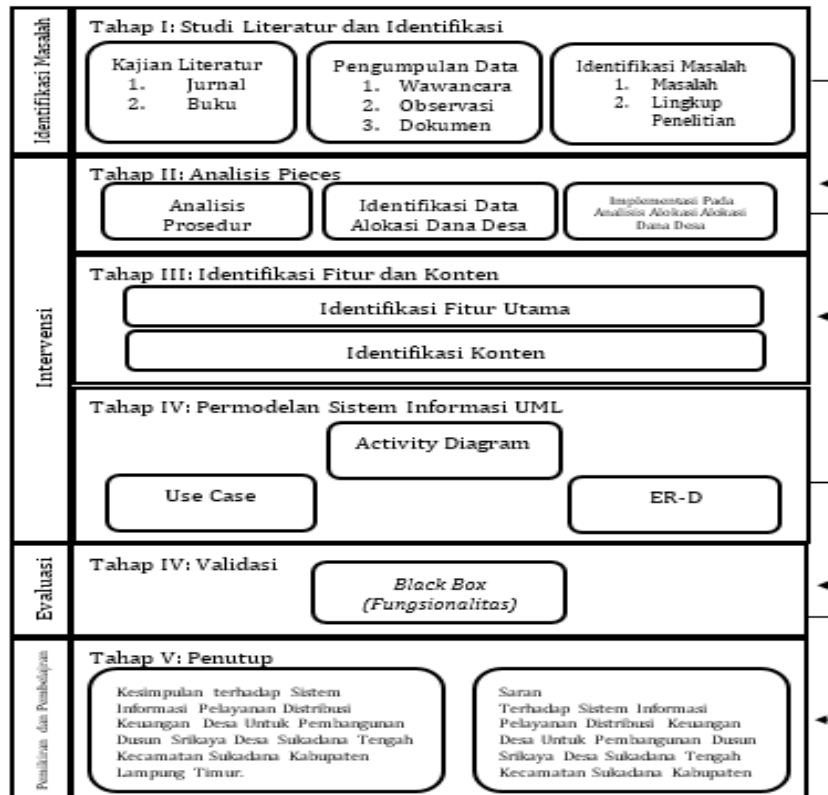 Identifikasi Masalah
Tahap I: Studi Literatur dan Identifikasi
Kajian Literatur
1. Jurnal
2. Buku
Pengumpulan Data
1. Wawancara
2. Observasi
3. Dokumen
Identifikasi Masalah
1. Masalah
2. Lingkup
Penelitian
Intervensi
Tahap II: Analisis Pieces
Analisis
Prosedur
Identifikasi Data
Alokasi Dana Desa
Implementasi Pada
Analisis Alokasi Alokasi
Dana Desa
Tahap III: Identifikasi Fitur dan Konten
Identifikasi Fitur Utama
Identifikasi Konten
Tahap IV: Permodelan Sistem Informasi UML
Activity Diagram
Use Case
ER-D
Evaluasi
Tahap IV: Validasi
Black Box
(Fungsionalitas)
Pemikiran dan Pembelajran
Tahap V: Penutup
Kesimpulan terhadap Sistem
Informasi Pelayanan Distribusi
Keuangan Desa Untuk Pembangunan
Dusun Srikaya Desa Sukadana Tengah
Kecamatan Sukadana Kabupaten
Lampung Timur.
Saran
Terhadap Sistem Informasi
Pelayanan Distribusi Keuangan
Desa Untuk Pembangunan Dusun
Srikaya Desa Sukadana Tengah
Kecamatan Sukadana Kabupaten